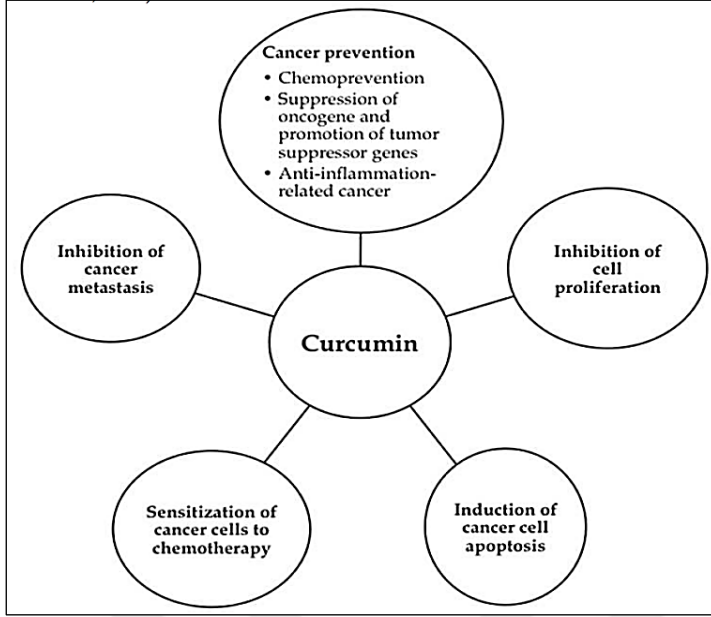 Cancer prevention
• Chemoprevention
• Suppression of
oncogene and
promotion of tumor
suppressor genes
• Anti-inflammation-
related cancer
Inhibition of
cancer
metastasis
Inhibition of
cell
proliferation
Curcumin
Sensitization of
cancer cells to
chemotherapy
Induction of
cancer cell
apoptosis